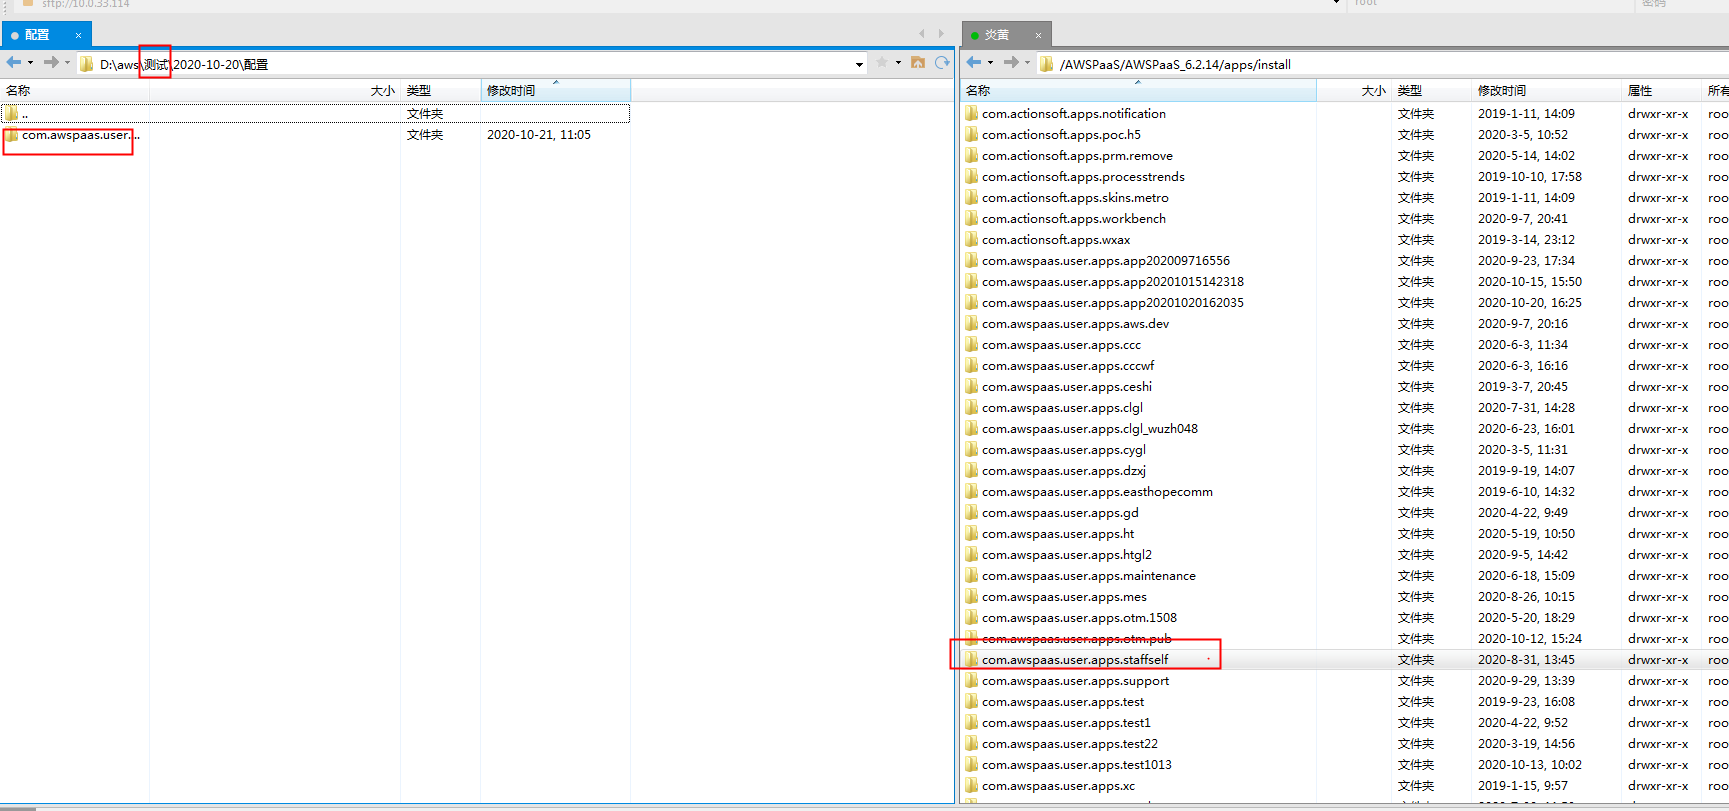 sftp://10.0.33.114
root
密码
配置
D:\aws\测试\2020-10-20\配置
名称 大小 类型 修改时间
.. 文件夹
com.awspaas.user.... 文件夹 2020-10-21, 11:05
炎黄
/AWSPaaS/AWSPaaS_6.2.14/apps/install
名称 大小 类型 修改时间 属性 所有
com.actionsoft.apps.notification 文件夹 2019-1-11, 14:09 drwxr-xr-x roo
com.actionsoft.apps.poc.h5 文件夹 2020-3-5, 10:52 drwxr-xr-x roo
com.actionsoft.apps.prm.remove 文件夹 2020-5-14, 14:02 drwxr-xr-x roo
com.actionsoft.apps.processtrends 文件夹 2019-10-10, 17:58 drwxr-xr-x roo
com.actionsoft.apps.skins.metro 文件夹 2019-1-11, 14:09 drwxr-xr-x roo
com.actionsoft.apps.workbench 文件夹 2020-9-7, 20:41 drwxr-xr-x roo
com.actionsoft.apps.wxax 文件夹 2019-3-14, 23:12 drwxr-xr-x roo
com.awspaas.user.apps.app202009716556 文件夹 2020-9-23, 17:34 drwxr-xr-x roo
com.awspaas.user.apps.app20201015142318 文件夹 2020-10-15, 15:50 drwxr-xr-x roo
com.awspaas.user.apps.app20201020162035 文件夹 2020-10-20, 16:25 drwxr-xr-x roo
com.awspaas.user.apps.aws.dev 文件夹 2020-9-7, 20:16 drwxr-xr-x roo
com.awspaas.user.apps.ccc 文件夹 2020-6-3, 11:34 drwxr-xr-x roo
com.awspaas.user.apps.cccwf 文件夹 2020-6-3, 16:16 drwxr-xr-x roo
com.awspaas.user.apps.ceshi 文件夹 2019-3-7, 20:45 drwxr-xr-x roo
com.awspaas.user.apps.clgl 文件夹 2020-7-31, 14:28 drwxr-xr-x roo
com.awspaas.user.apps.clgl_wuzh048 文件夹 2020-6-23, 16:01 drwxr-xr-x roo
com.awspaas.user.apps.cygl 文件夹 2020-3-5, 11:31 drwxr-xr-x roo
com.awspaas.user.apps.dzxj 文件夹 2019-9-19, 14:07 drwxr-xr-x roo
com.awspaas.user.apps.easthopecomm 文件夹 2019-6-10, 14:32 drwxr-xr-x roo
com.awspaas.user.apps.gd 文件夹 2020-4-22, 9:49 drwxr-xr-x roo
com.awspaas.user.apps.ht 文件夹 2020-5-19, 10:50 drwxr-xr-x roo
com.awspaas.user.apps.htgl2 文件夹 2020-9-5, 14:42 drwxr-xr-x roo
com.awspaas.user.apps.maintenance 文件夹 2020-6-18, 15:09 drwxr-xr-x roo
com.awspaas.user.apps.mes 文件夹 2020-8-26, 10:15 drwxr-xr-x roo
com.awspaas.user.apps.otm.1508 文件夹 2020-5-20, 18:29 drwxr-xr-x roo
com.awspaas.user.apps.otm.pub 文件夹 2020-10-12, 15:24 drwxr-xr-x roo
com.awspaas.user.apps.staffself 文件夹 2020-8-31, 13:45 drwxr-xr-x roo
com.awspaas.user.apps.support 文件夹 2020-9-29, 13:39 drwxr-xr-x roo
com.awspaas.user.apps.test 文件夹 2019-9-23, 16:08 drwxr-xr-x roo
com.awspaas.user.apps.test1 文件夹 2020-4-22, 9:52 drwxr-xr-x roo
com.awspaas.user.apps.test22 文件夹 2020-3-19, 14:56 drwxr-xr-x roo
com.awspaas.user.apps.test1013 文件夹 2020-10-13, 10:02 drwxr-xr-x roo
com.awspaas.user.apps.xc 文件夹 2019-1-15, 9:57 drwxr-xr-x roo